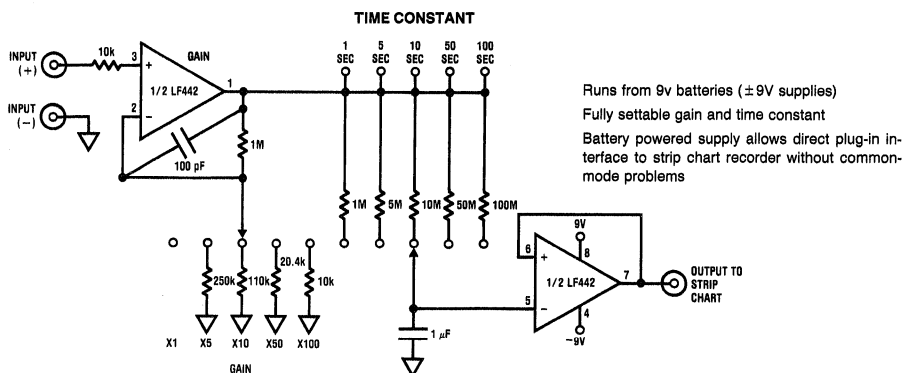 TIME CONSTANT
1 SEC
5 SEC
10 SEC
50 SEC
100 SEC
INPUT (+)
10k
3
+
GAIN
1/2 LF442
1
2
−
INPUT (−)
100 pF
1M
Runs from 9v batteries (±9V supplies)
Fully settable gain and time constant
Battery powered supply allows direct plug-in in-
terface to strip chart recorder without common-
mode problems
1M
5M
10M
50M
100M
250k
110k
20.4k
10k
X1
X5
X10
X50
X100
GAIN
1 µF
6
+
9V
8
1/2 LF442
7
5
−
4
−9V
OUTPUT TO
STRIP
CHART